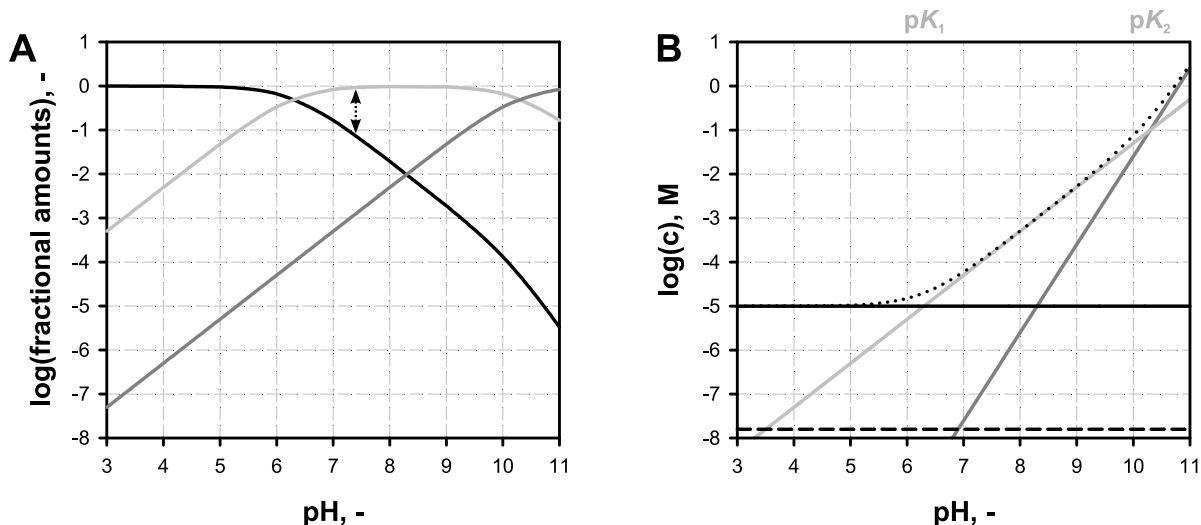 A
log(fractional amounts), -
1
0
-1
-2
-3
-4
-5
-6
-7
-8
3 4 5 6 7 8 9 10 11
pH, -
B
pK₁ pK₂
log(c), M
1
0
-1
-2
-3
-4
-5
-6
-7
-8
3 4 5 6 7 8 9 10 11
pH, -